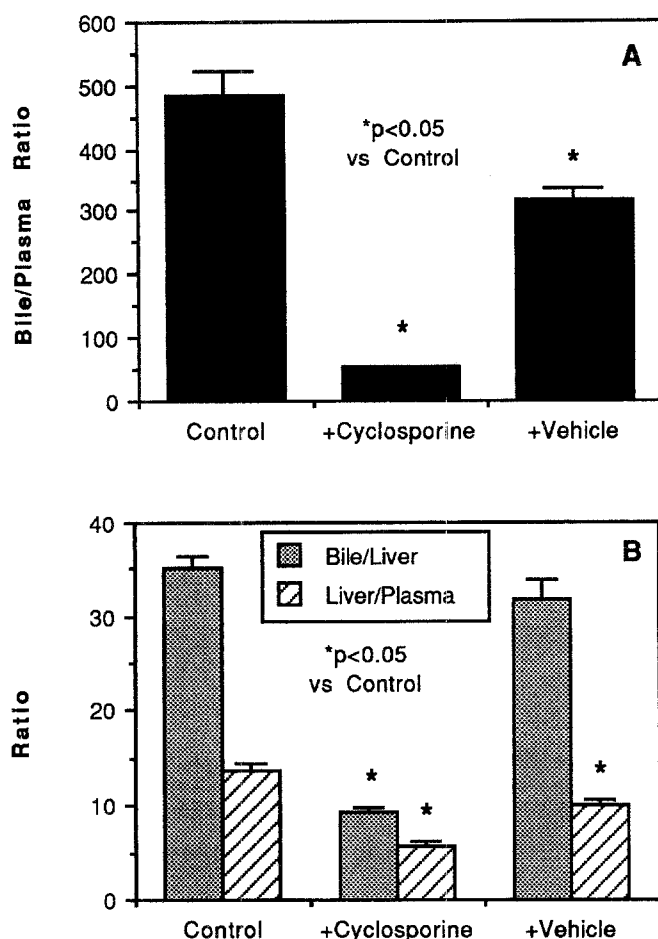 600
500
400
300
200
100
0
Bile/Plasma Ratio
A
*p<0.05
vs Control
*
*
Control +Cyclosporine +Vehicle
40
30
20
10
0
Ratio
B
Bile/Liver
Liver/Plasma
*p<0.05
vs Control
* * *
Control +Cyclosporine +Vehicle